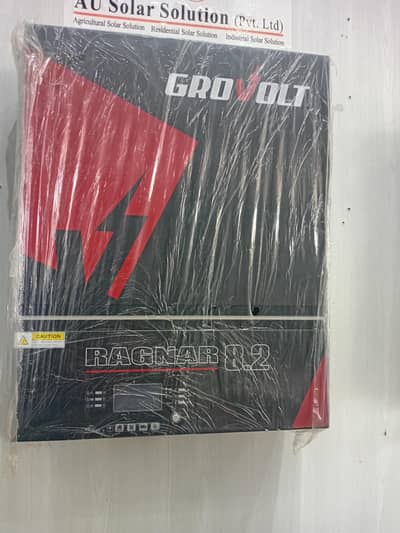 AU Solar Solution (Pvt. Ltd)
Agricultural Solar Solution Residential Solar Solution Industrial Solar Solution
GROVOLT
CAUTION
RAGNAR 8.2